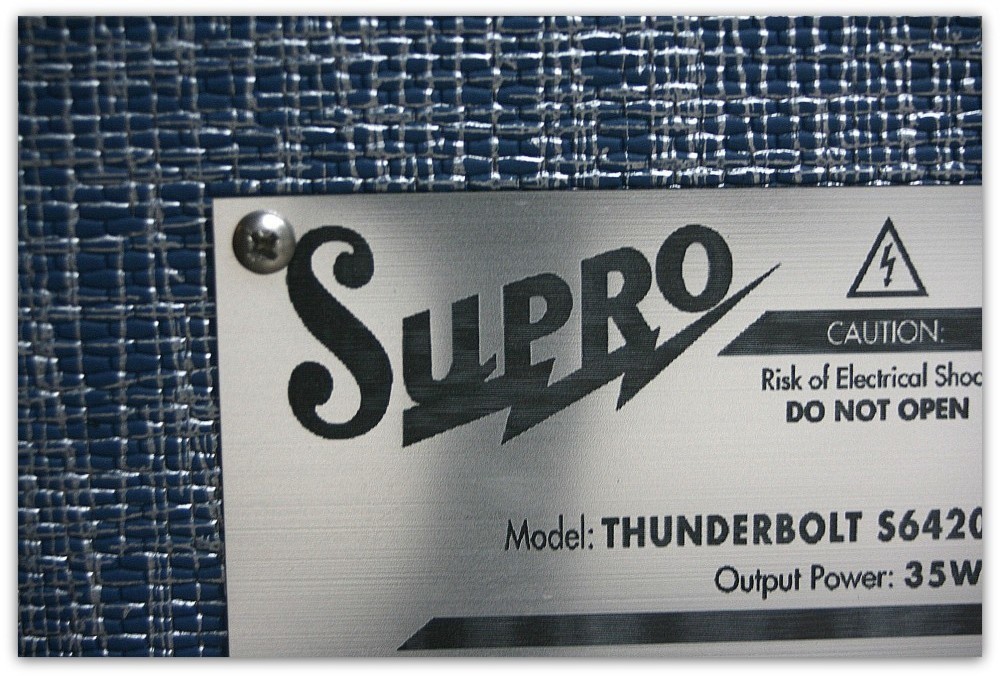 SUPRO
CAUTION:
Risk of Electrical Shoc
DO NOT OPEN
Model: THUNDERBOLT S6420
Output Power: 35W